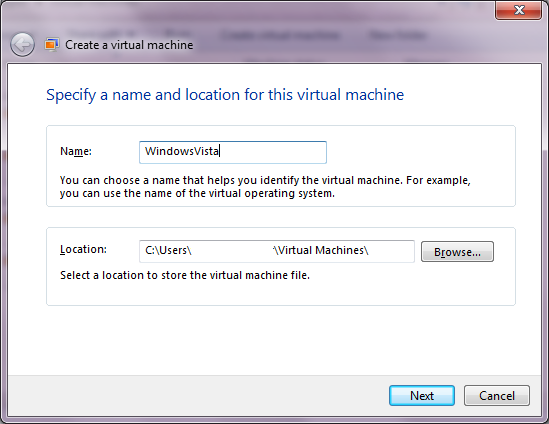 Create a virtual machine
Specify a name and location for this virtual machine
Name: WindowsVista
You can choose a name that helps you identify the virtual machine. For example,
you can use the name of the virtual operating system.
Location: C:\Users\ \Virtual Machines\ Browse...
Select a location to store the virtual machine file.
Next Cancel